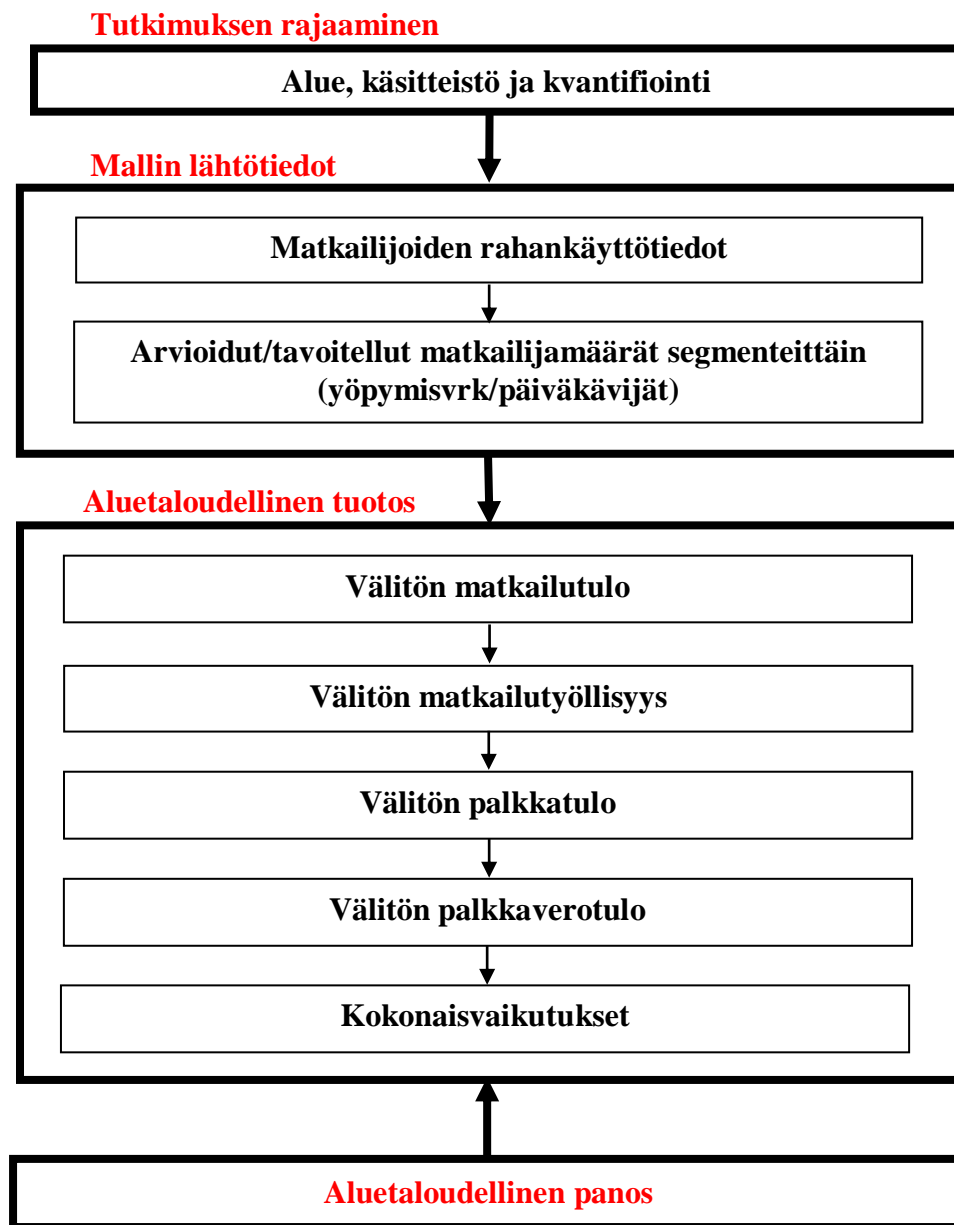 Tutkimuksen rajaaminen
Alue, käsitteistö ja kvantifiointi
Mallin lähtötiedot
Matkailijoiden rahankäyttötiedot
Arvioidut/tavoitellut matkailijamäärät segmenteittäin
(yöpymisvrk/päiväkävijät)
Aluetaloudellinen tuotos
Välitön matkailutulo
Välitön matkailutyöllisyys
Välitön palkkatulo
Välitön palkkaverotulo
Kokonaisvaikutukset
Aluetaloudellinen panos